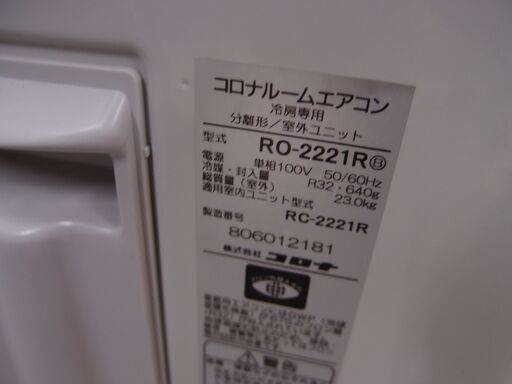 コロナルームエアコン
冷房専用
分離形/室外ユニット
型式 RO-2221RⒷ
電源 単相100V 50/60Hz
冷媒・封入量 R32・640g
総質量(室外) 23.0kg
適用室内ユニット型式 RC-2221R
製造番号 806012181
株式会社コロナ
警告